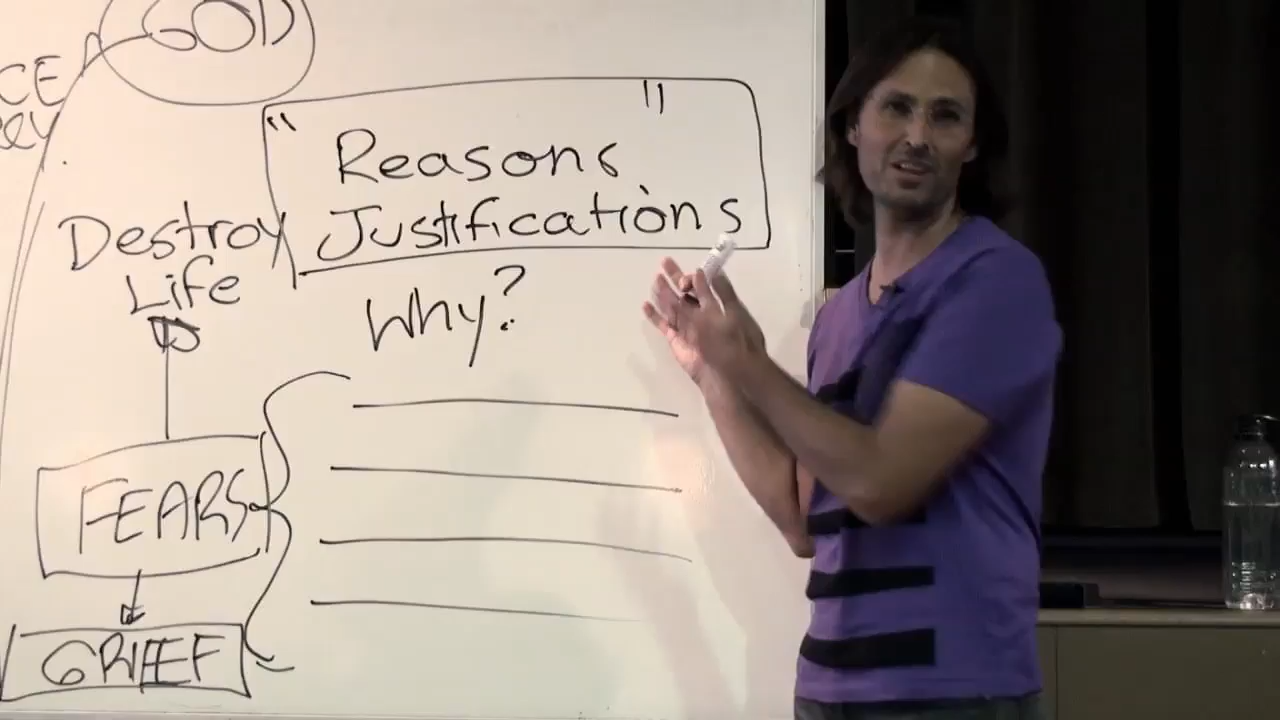 GOD
CE
" Reasons "
Justifications
Destroy
Life
Why?
FEARS
GRIEF